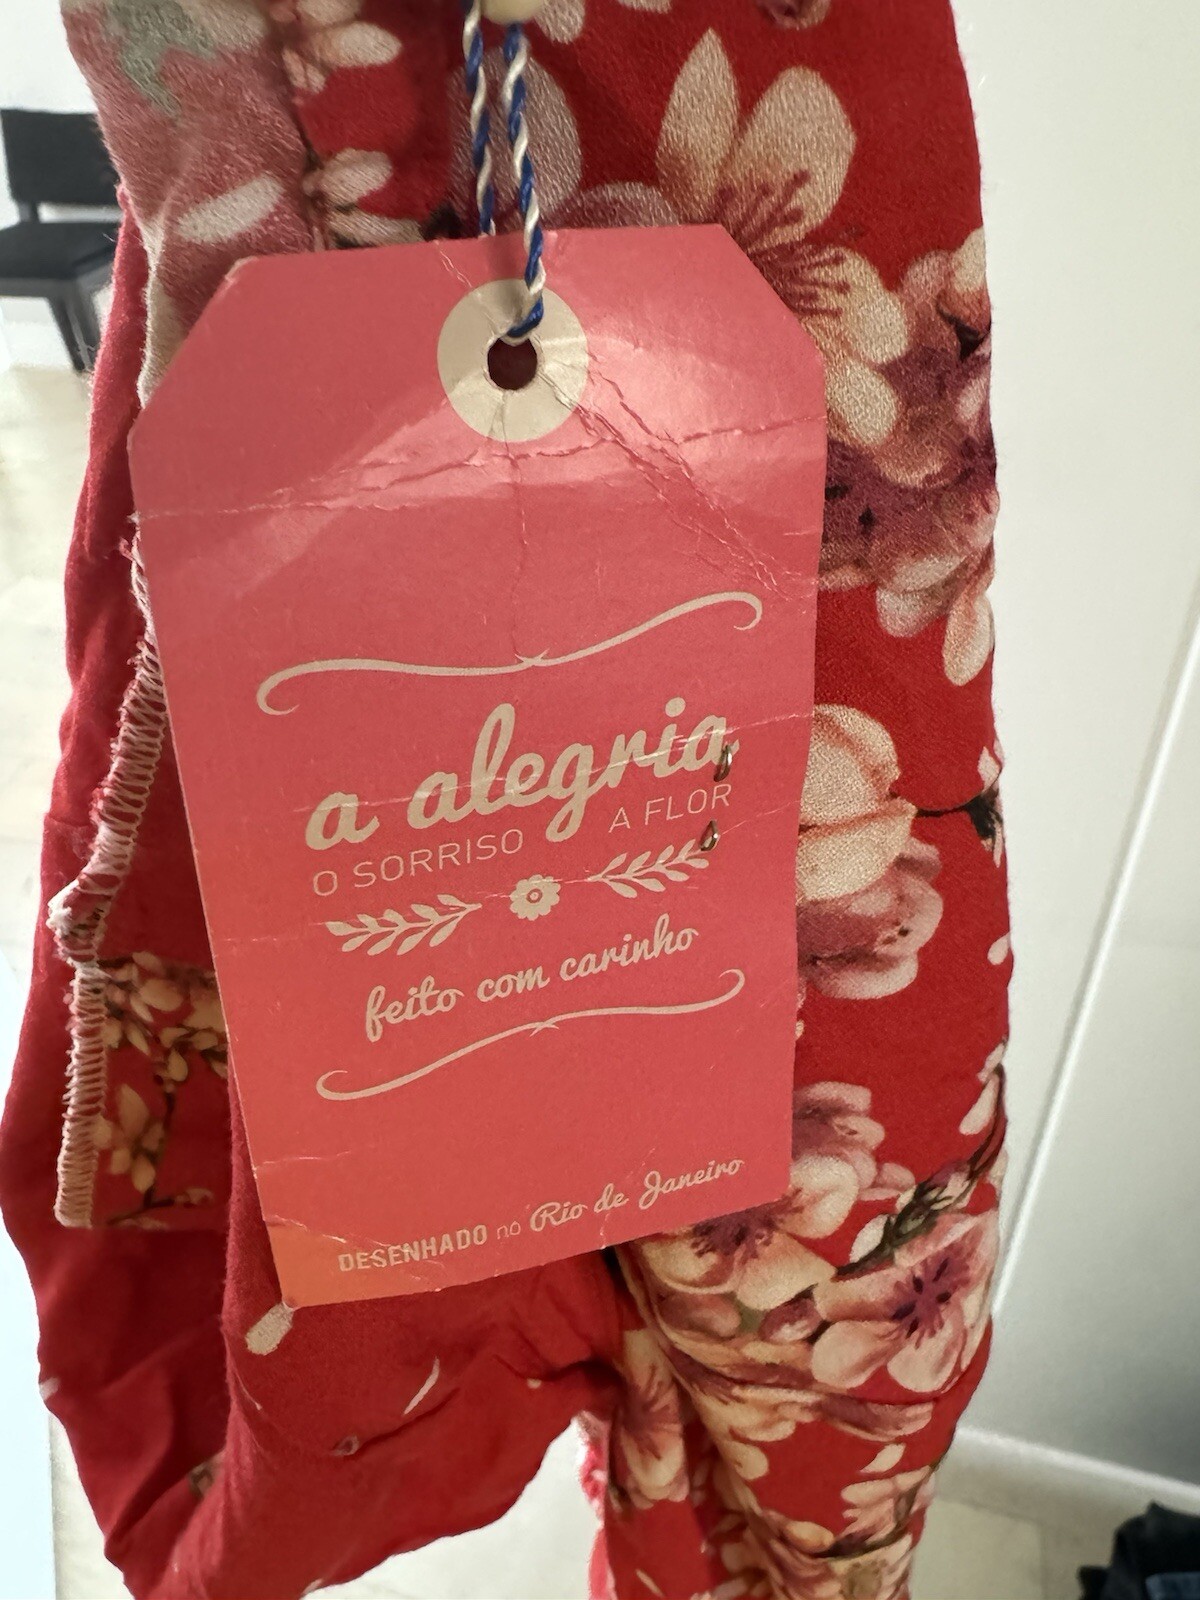 a alegria
O SORRISO A FLOR
feito com carinho
DESENHADO no Rio de Janeiro